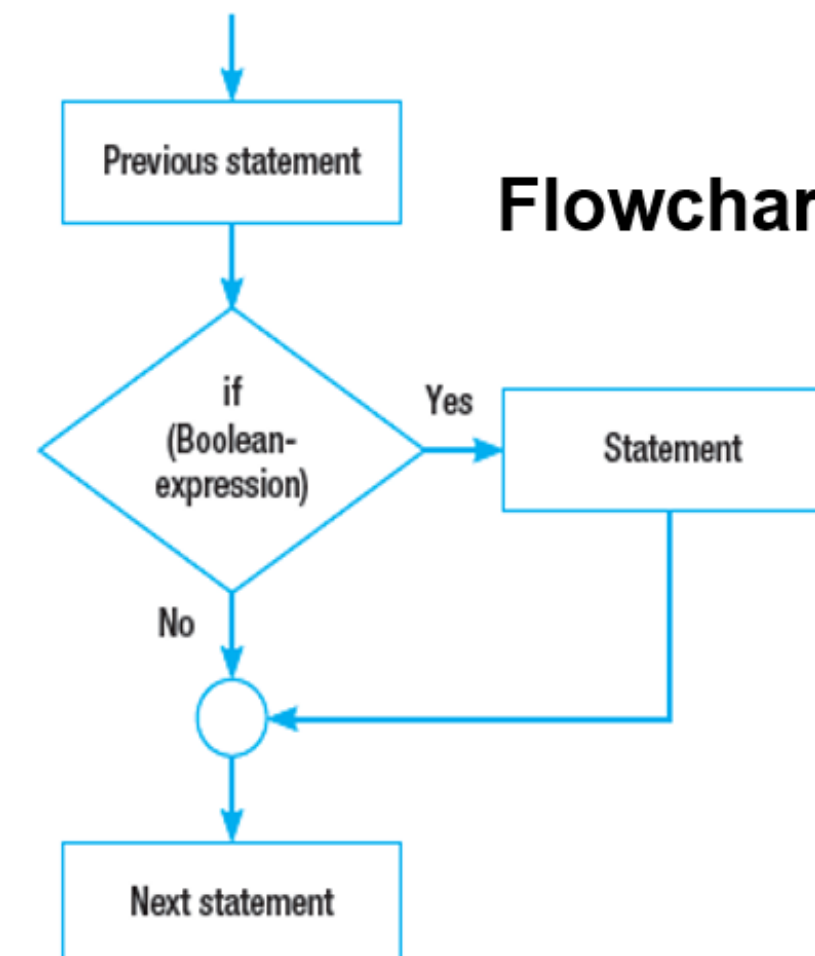 Previous statement
Flowchar
if
(Boolean-
expression)
Yes
Statement
No
Next statement